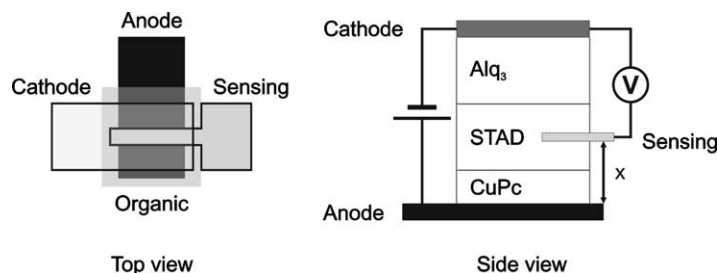 Anode
Cathode
Sensing
Organic
Top view
Cathode
Alq₃
V
STAD
Sensing
x
CuPc
Anode
Side view